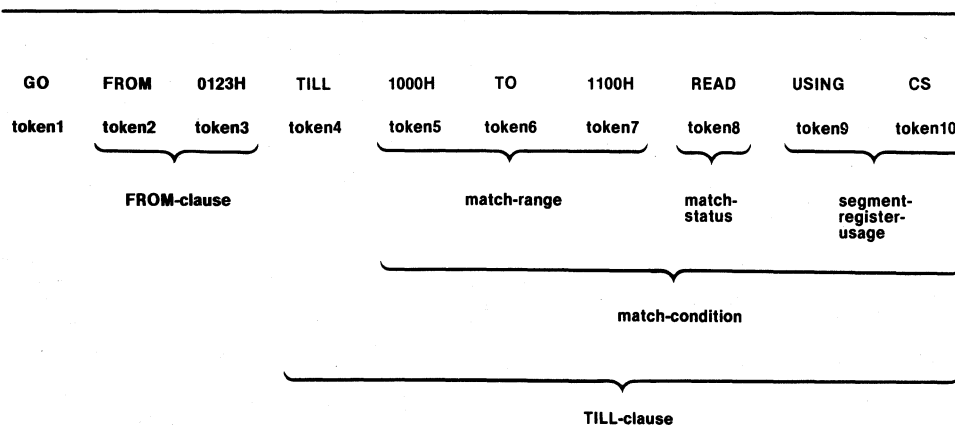 GO FROM 0123H TILL 1000H TO 1100H READ USING CS
token1 token2 token3 token4 token5 token6 token7 token8 token9 token10
FROM-clause match-range match- segment-
status register-
usage
match-condition
TILL-clause